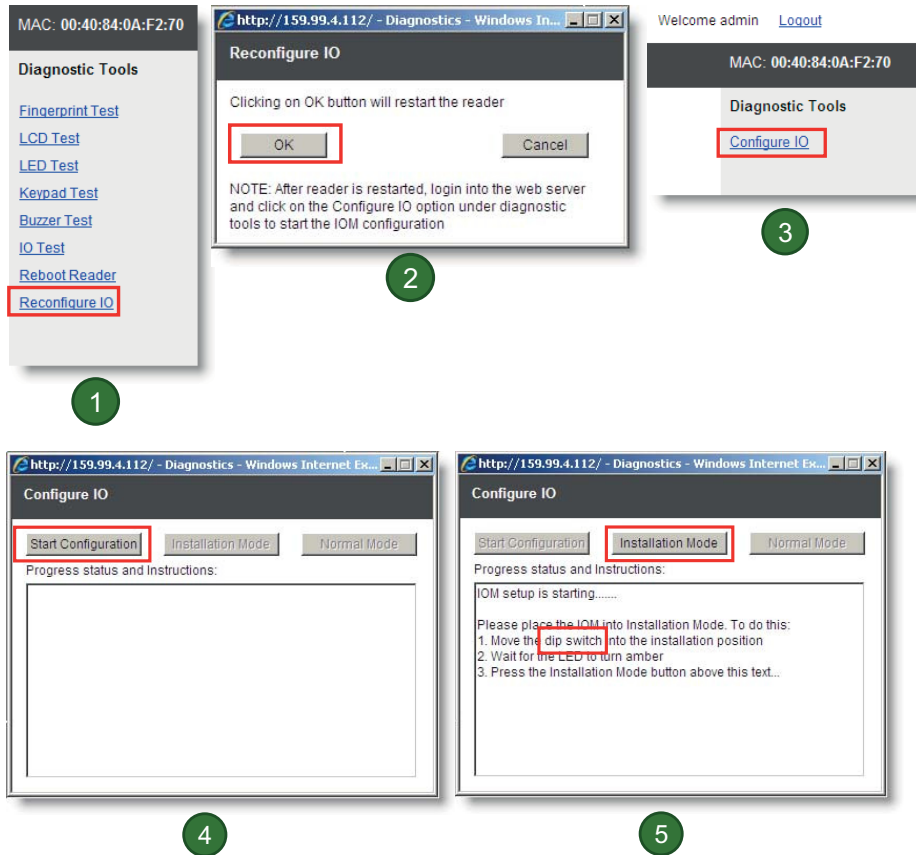 MAC: 00:40:84:0A:F2:70
Diagnostic Tools
Fingerprint Test
LCD Test
LED Test
Keypad Test
Buzzer Test
IO Test
Reboot Reader
Reconfigure IO
1
http://159.99.4.112/ - Diagnostics - Windows In...
Reconfigure IO
Clicking on OK button will restart the reader
OK
Cancel
NOTE: After reader is restarted, login into the web server
and click on the Configure IO option under diagnostic
tools to start the IOM configuration
2
Welcome admin Logout
MAC: 00:40:84:0A:F2:70
Diagnostic Tools
Configure IO
3
http://159.99.4.112/ - Diagnostics - Windows Internet Ex...
Configure IO
Start Configuration Installation Mode Normal Mode
Progress status and Instructions:
4
http://159.99.4.112/ - Diagnostics - Windows Internet Ex...
Configure IO
Start Configuration Installation Mode Normal Mode
Progress status and Instructions:
IOM setup is starting.......
Please place the IOM into Installation Mode. To do this:
1. Move the dip switch into the installation position
2. Wait for the LED to turn amber
3. Press the Installation Mode button above this text...
5